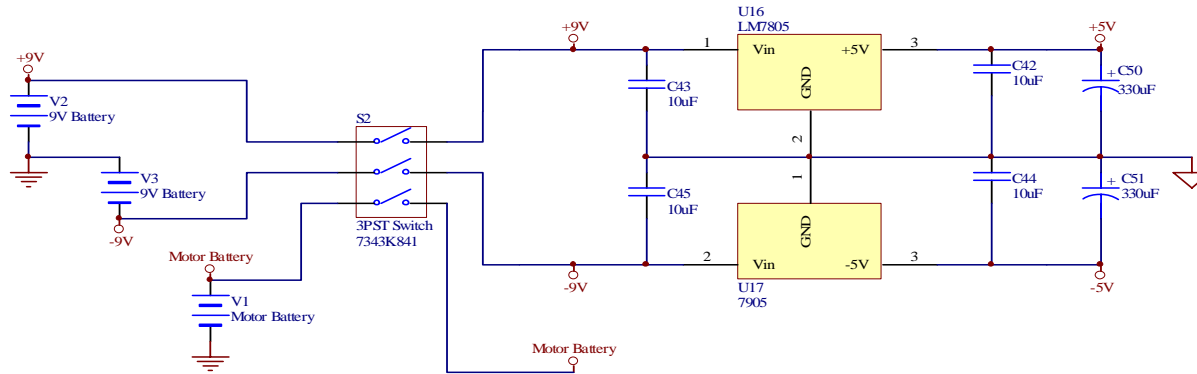 +9V
V2
9V Battery
V3
9V Battery
-9V
Motor Battery
V1
Motor Battery
S2
3PST Switch
7343K841
+9V
-9V
Motor Battery
C43
10uF
C45
10uF
U16
LM7805
1
Vin
+5V
3
GND
2
1
GND
2
Vin
-5V
3
U17
7905
C42
10uF
C44
10uF
+5V
+
C50
330uF
+
C51
330uF
-5V